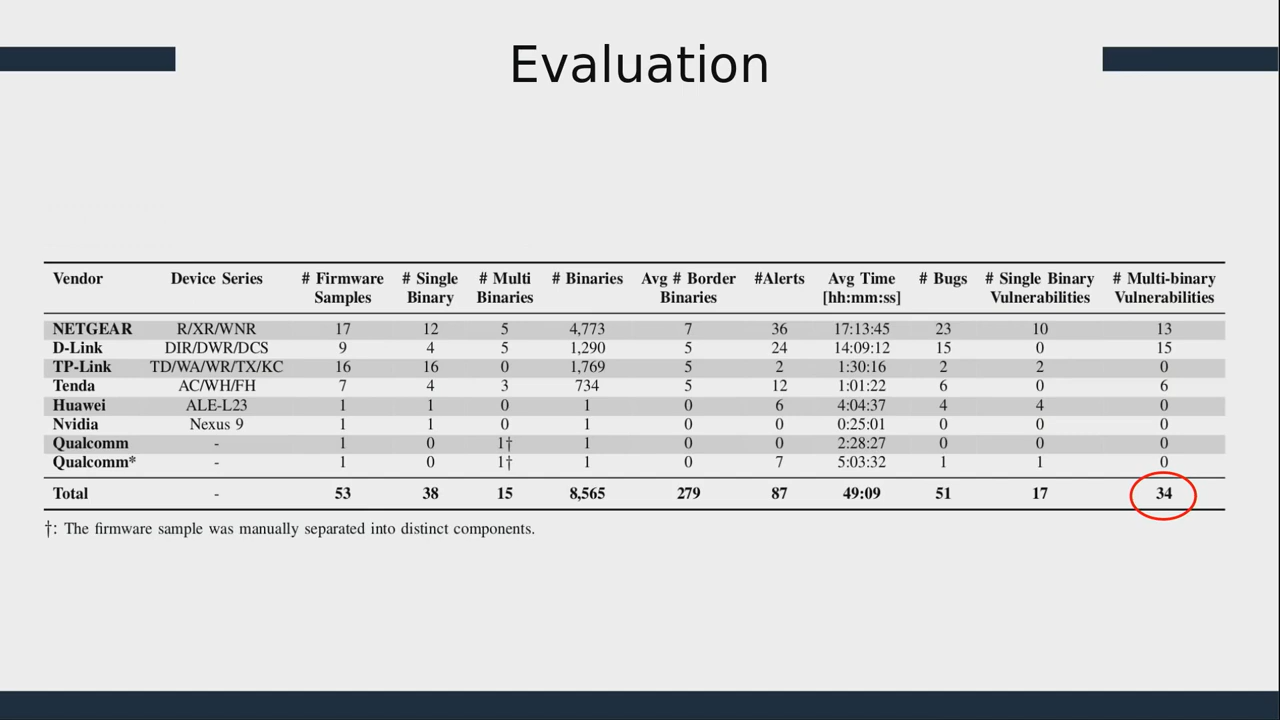 Evaluation
Vendor Device Series # Firmware Samples # Single Binary # Multi Binaries # Binaries Avg # Border Binaries #Alerts Avg Time [hh:mm:ss] # Bugs # Single Binary Vulnerabilities # Multi-binary Vulnerabilities
NETGEAR R/XR/WNR 17 12 5 4,773 7 36 17:13:45 23 10 13
D-Link DIR/DWR/DCS 9 4 5 1,290 5 24 14:09:12 15 0 15
TP-Link TD/WA/WR/TX/KC 16 16 0 1,769 5 2 1:30:16 2 2 0
Tenda AC/WH/FH 7 4 3 734 5 12 1:01:22 6 0 6
Huawei ALE-L23 1 1 0 1 0 6 4:04:37 4 4 0
Nvidia Nexus 9 1 1 0 1 0 0 0:25:01 0 0 0
Qualcomm - 1 0 1† 1 0 0 2:28:27 0 0 0
Qualcomm* - 1 0 1† 1 0 7 5:03:32 1 1 0
Total - 53 38 15 8,565 279 87 49:09 51 17 34
†: The firmware sample was manually separated into distinct components.